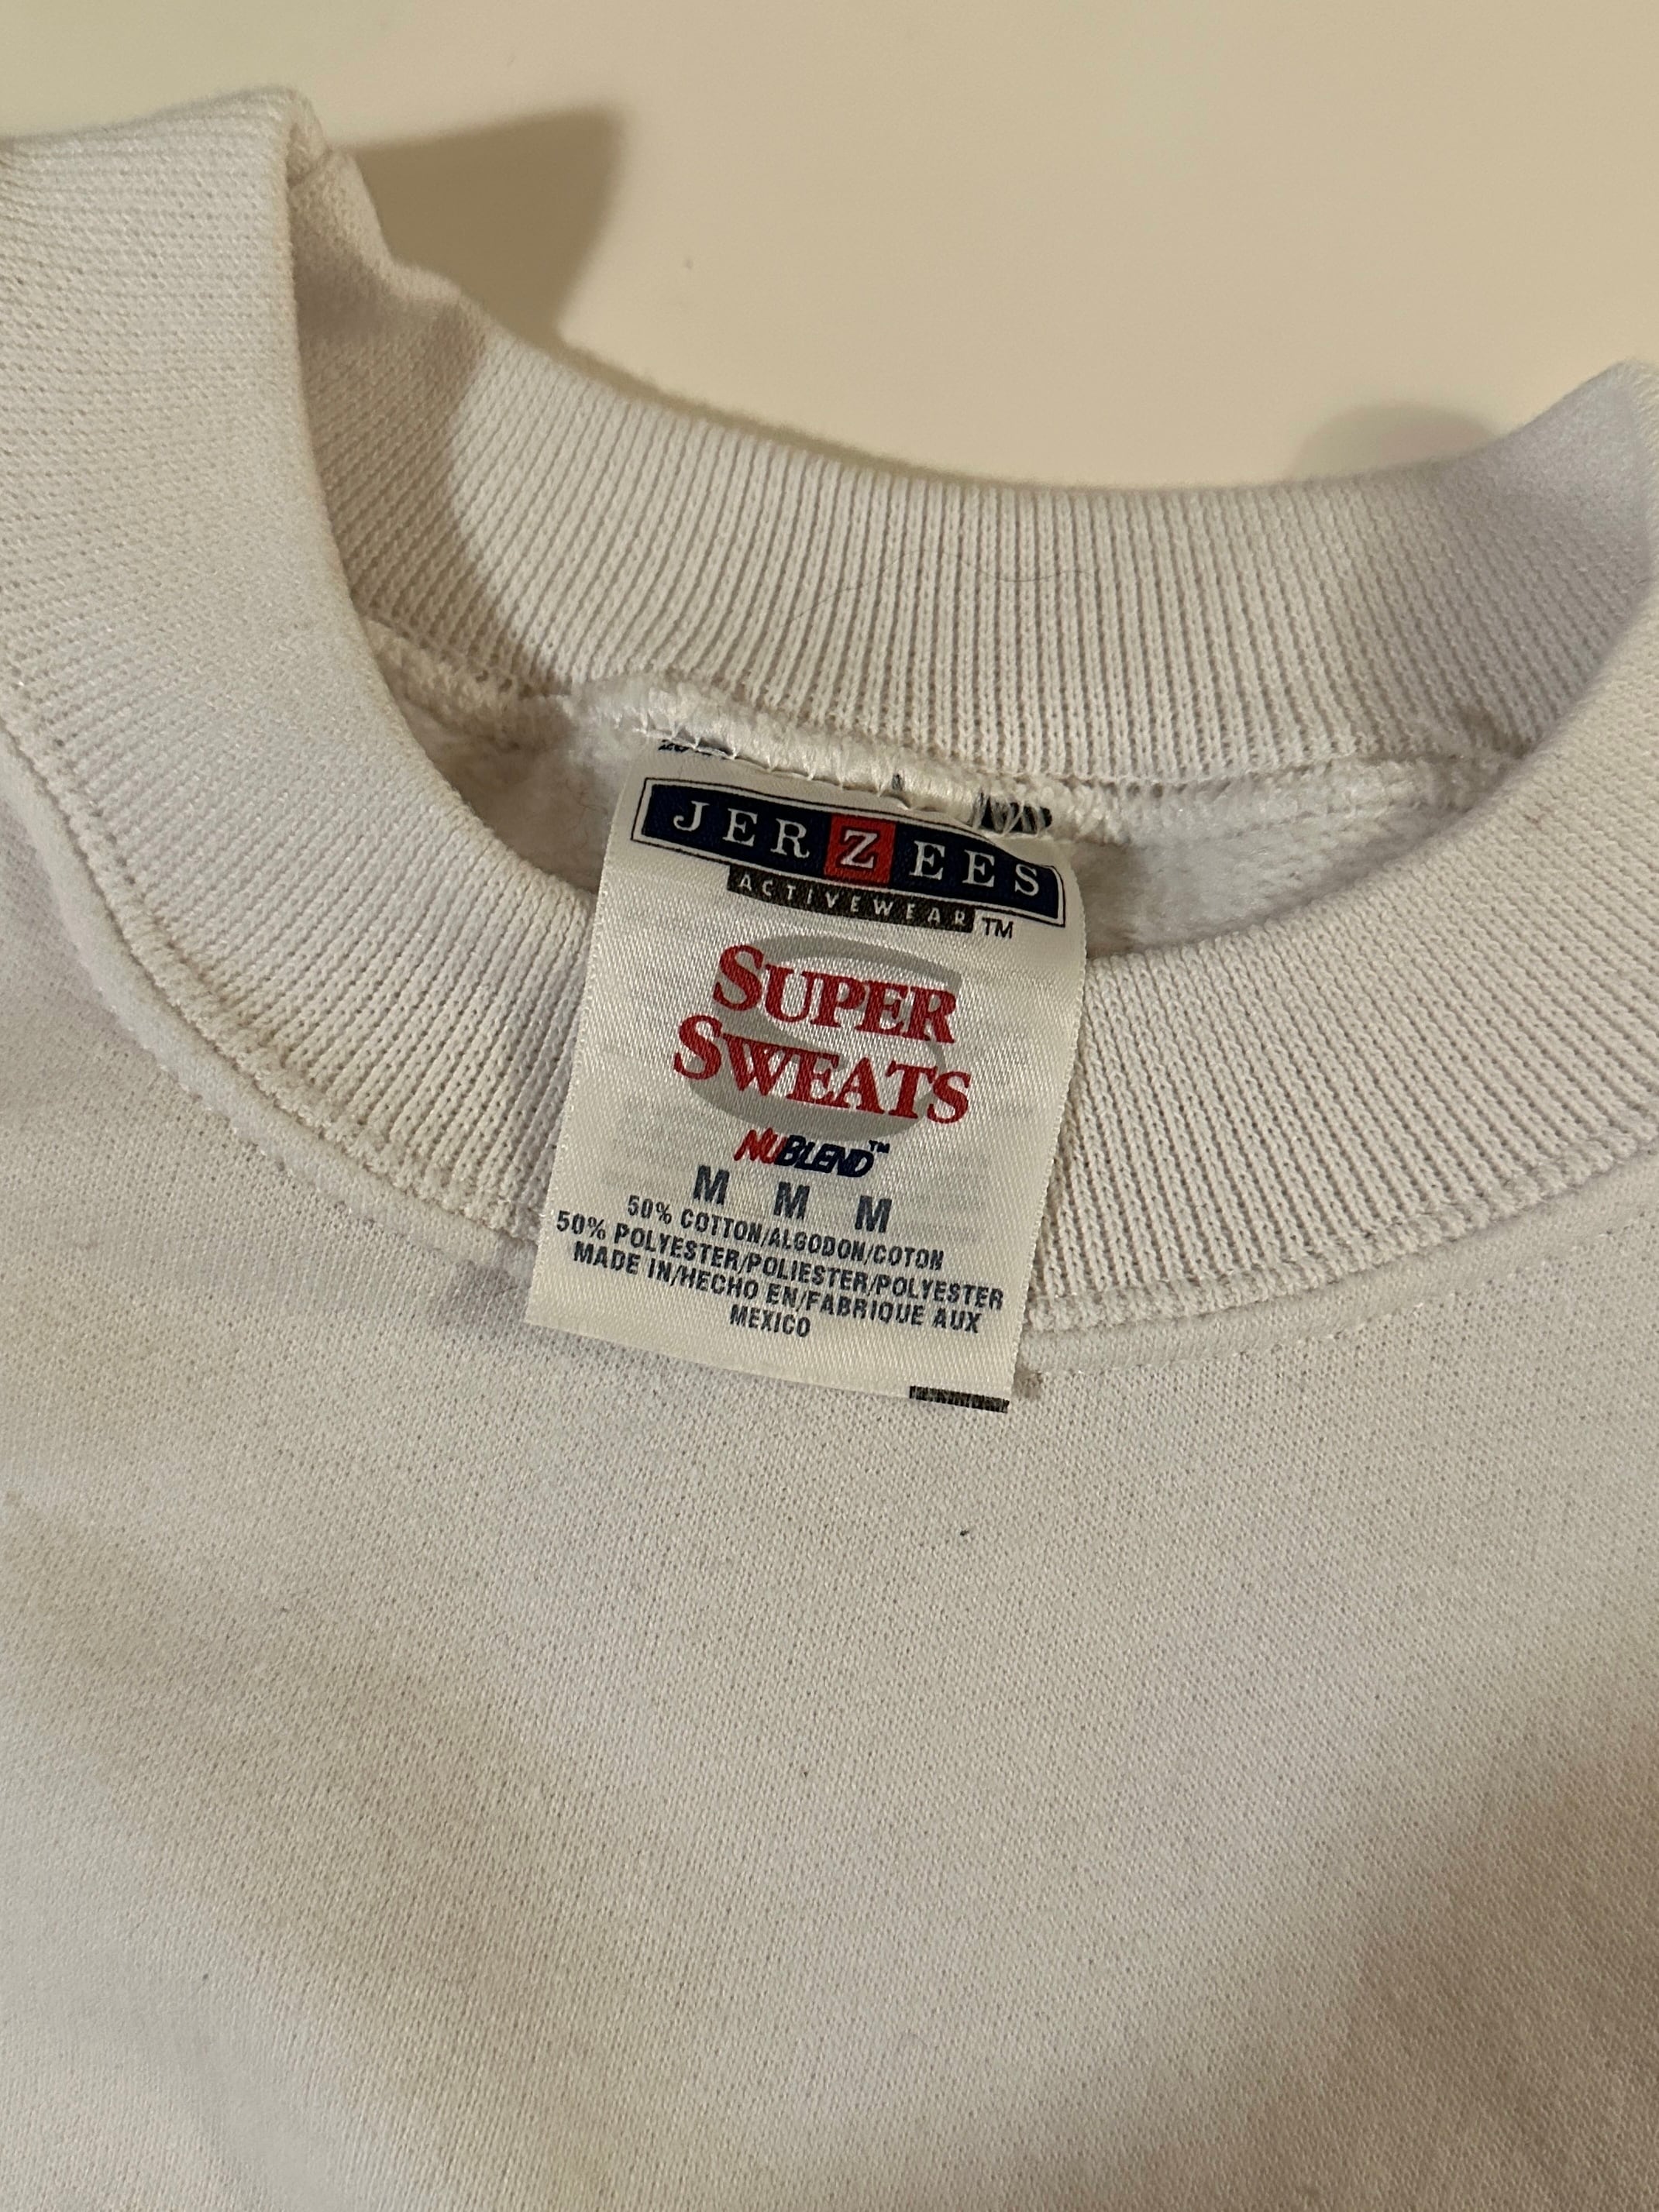 JERZEES
ACTIVEWEAR™
SUPER
SWEATS
NUBLEND™
M M M
50% COTTON/ALGODON/COTON
50% POLYESTER/POLIESTER/POLYESTER
MADE IN/HECHO EN/FABRIQUE AUX
MEXICO